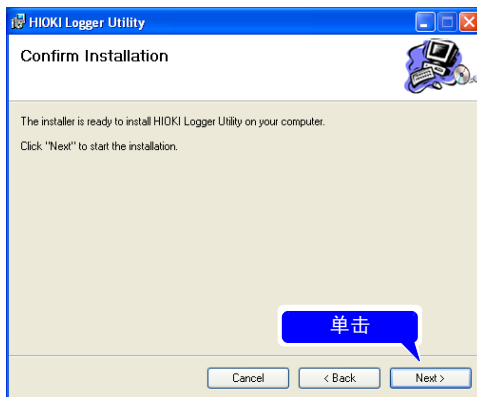 HIOKI Logger Utility
Confirm Installation
The installer is ready to install HIOKI Logger Utility on your computer.
Click "Next" to start the installation.
单击
Cancel
< Back
Next >